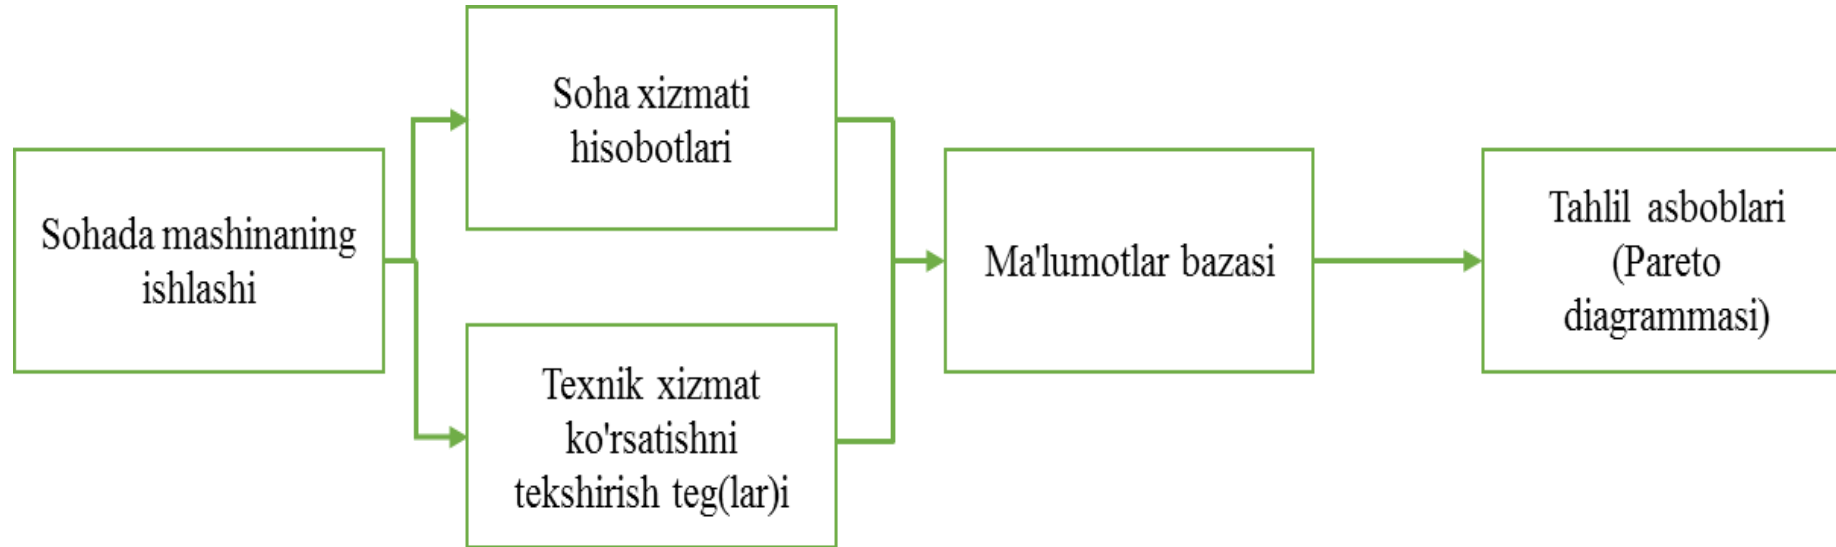 Sohada mashinaning
ishlashi
Soha xizmati
hisobotlari
Texnik xizmat
ko'rsatishni
tekshirish teg(lar)i
Ma'lumotlar bazasi
Tahlil asboblari
(Pareto
diagrammasi)